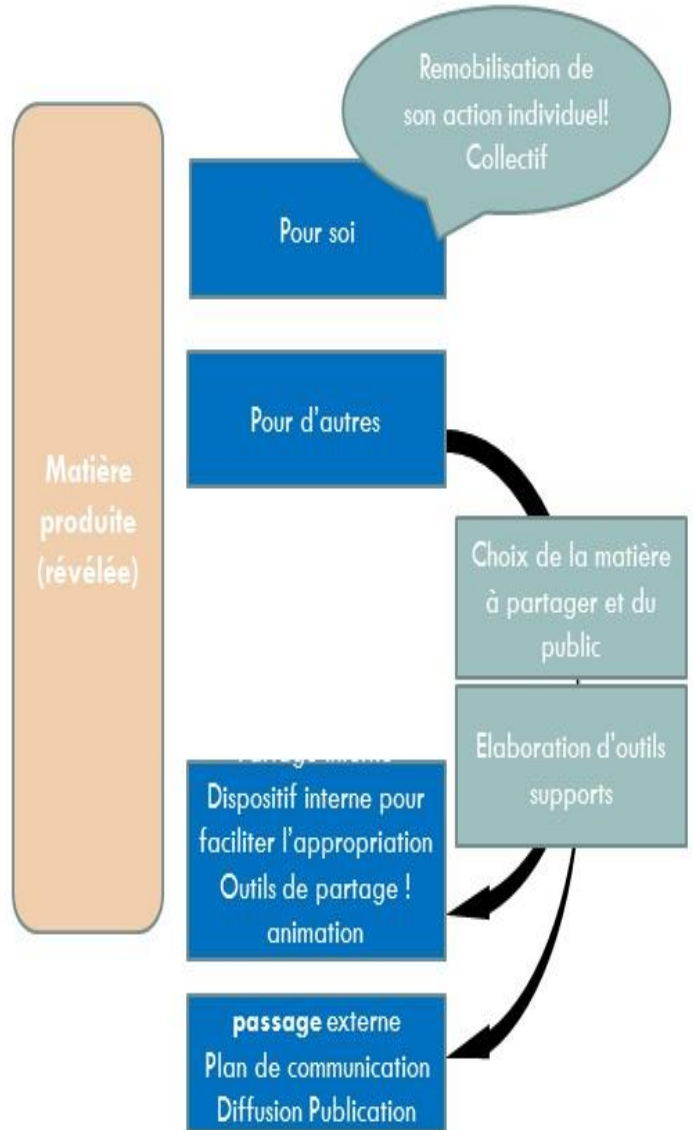 Remobilisation de
son action individuel!
Collectif
Pour soi
Pour d'autres
Matière
produite
(révélée)
Choix de la matière
à partager et du
public
Elaboration d'outils
supports
Partage interne
Dispositif interne pour
faciliter l'appropriation
Outils de partage !
animation
passage externe
Plan de communication
Diffusion Publication